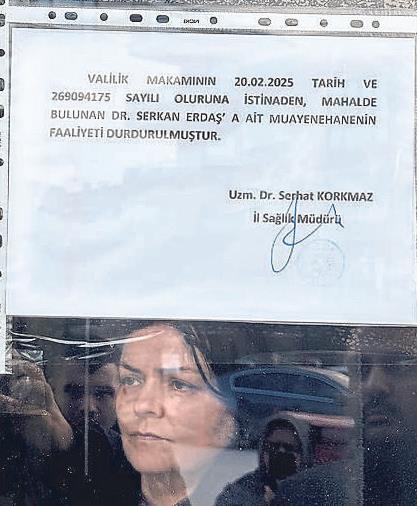 VALİLİK MAKAMININ 20.02.2025 TARİH VE
269094175 SAYILI OLURUNA İSTİNADEN, MAHALDE
BULUNAN DR. SERKAN ERDAŞ' A AİT MUAYENEHANENİN
FAALİYETİ DURDURULMUŞTUR.
Uzm. Dr. Serhat KORKMAZ
İl Sağlık Müdürü